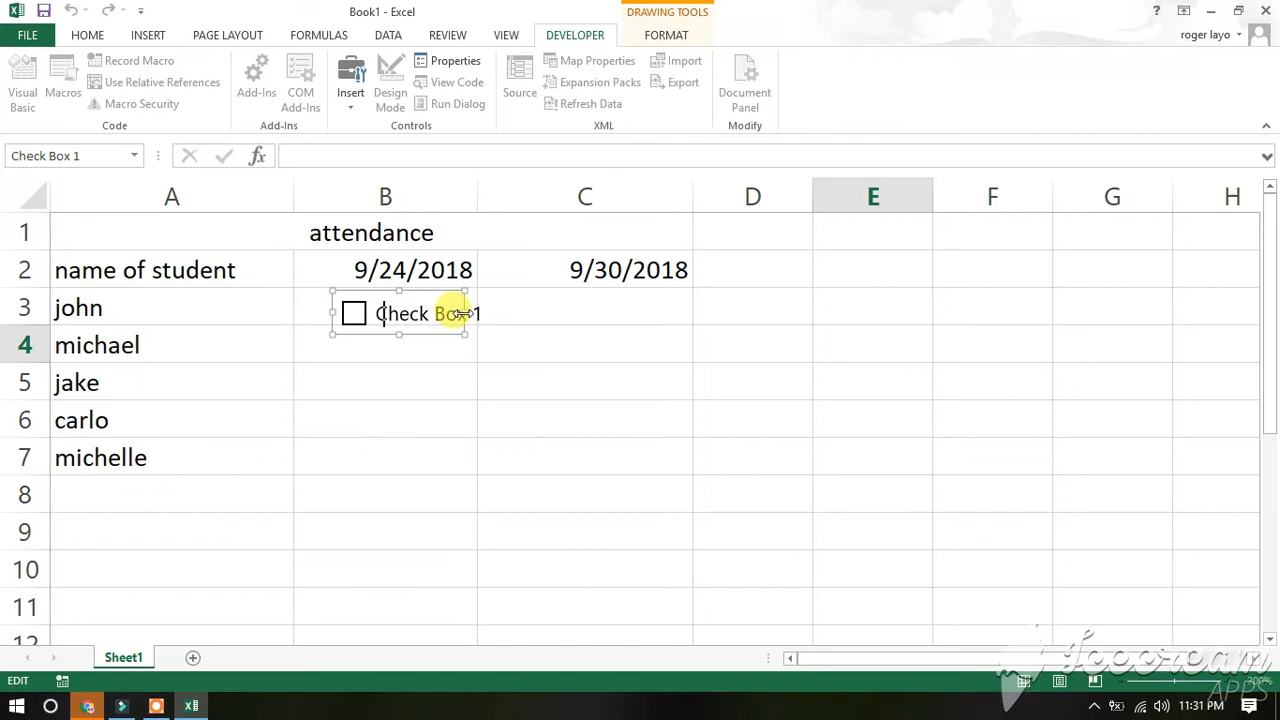 Book1 - Excel
DRAWING TOOLS
?
FILE HOME INSERT PAGE LAYOUT FORMULAS DATA REVIEW VIEW DEVELOPER FORMAT
roger layo
Visual Basic
Macros
Record Macro
Use Relative References
Macro Security
Code
Add-Ins
COM Add-Ins
Add-Ins
Insert
Design Mode
Properties
View Code
Run Dialog
Controls
Source
Map Properties
Expansion Packs
Refresh Data
Import
Export
XML
Document Panel
Modify
Check Box 1
fx
A B C D E F G H
1 attendance
2 name of student 9/24/2018 9/30/2018
3 john Check Box 1
4 michael
5 jake
6 carlo
7 michelle
8
9
10
11
12
Sheet1
EDIT
300%
APPS
11:31 PM